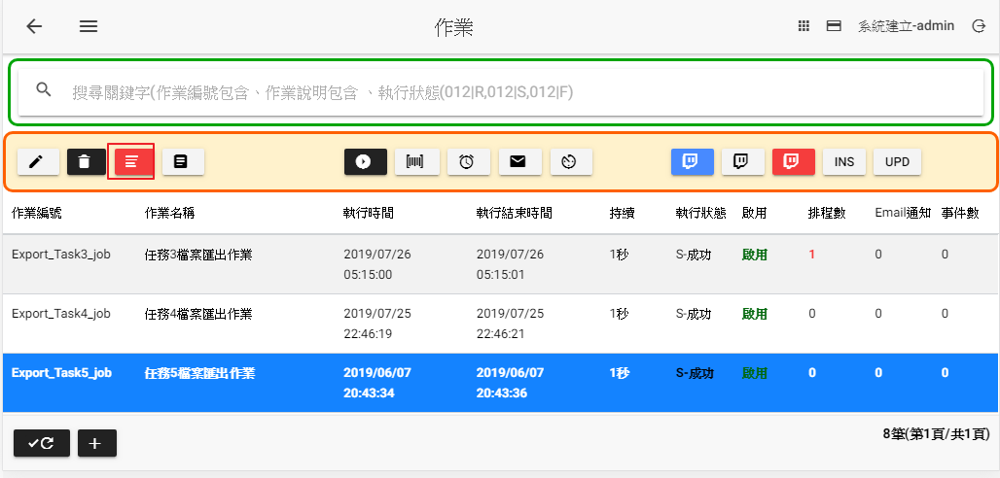 作業
系統建立-admin
搜尋關鍵字(作業編號包含、作業說明包含 、執行狀態(012|R,012|S,012|F)
INS UPD
作業編號 作業名稱 執行時間 執行結束時間 持續 執行狀態 啟用 排程數 Email通知 事件數
Export_Task3_job 任務3檔案匯出作業 2019/07/26 2019/07/26 1秒 S-成功 啟用 1 0 0
05:15:00 05:15:01
Export_Task4_job 任務4檔案匯出作業 2019/07/25 2019/07/25 1秒 S-成功 啟用 0 0 0
22:46:19 22:46:21
Export_Task5_job 任務5檔案匯出作業 2019/06/07 2019/06/07 1秒 S-成功 啟用 0 0 0
20:43:34 20:43:36
8筆(第1頁/共1頁)